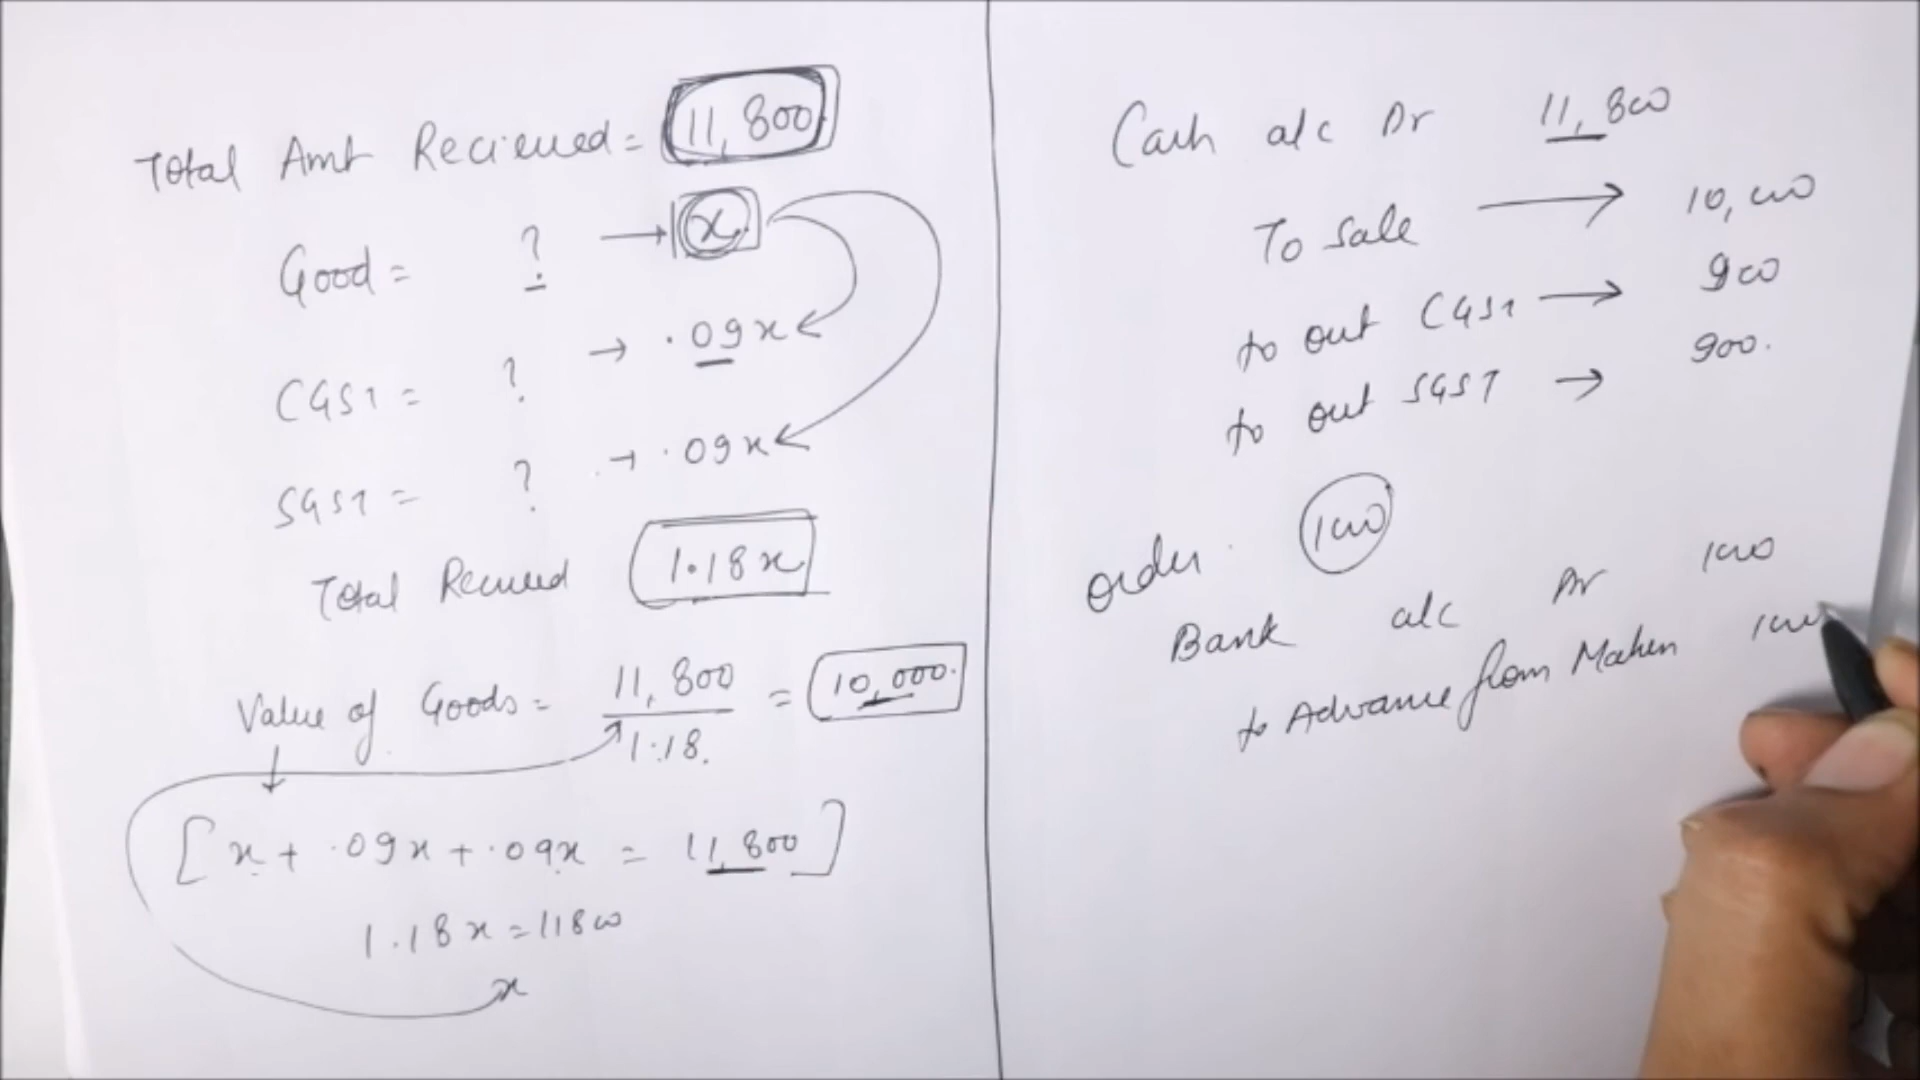 Total Amt Recieved = 11,800
Good = ? → x
CGST = ? → .09x
SGST = ? → .09x
Total Received 1.18x
Value of Goods = 11,800 / 1.18. = 10,000.
[x + .09x + .09x = 11,800]
1.18x = 11800
x
Cash a/c Dr 11,800
To Sale → 10,000
to out CGST → 900
to out SGST → 900.
order 1000
Bank a/c Dr 1000
to Advance from 1000